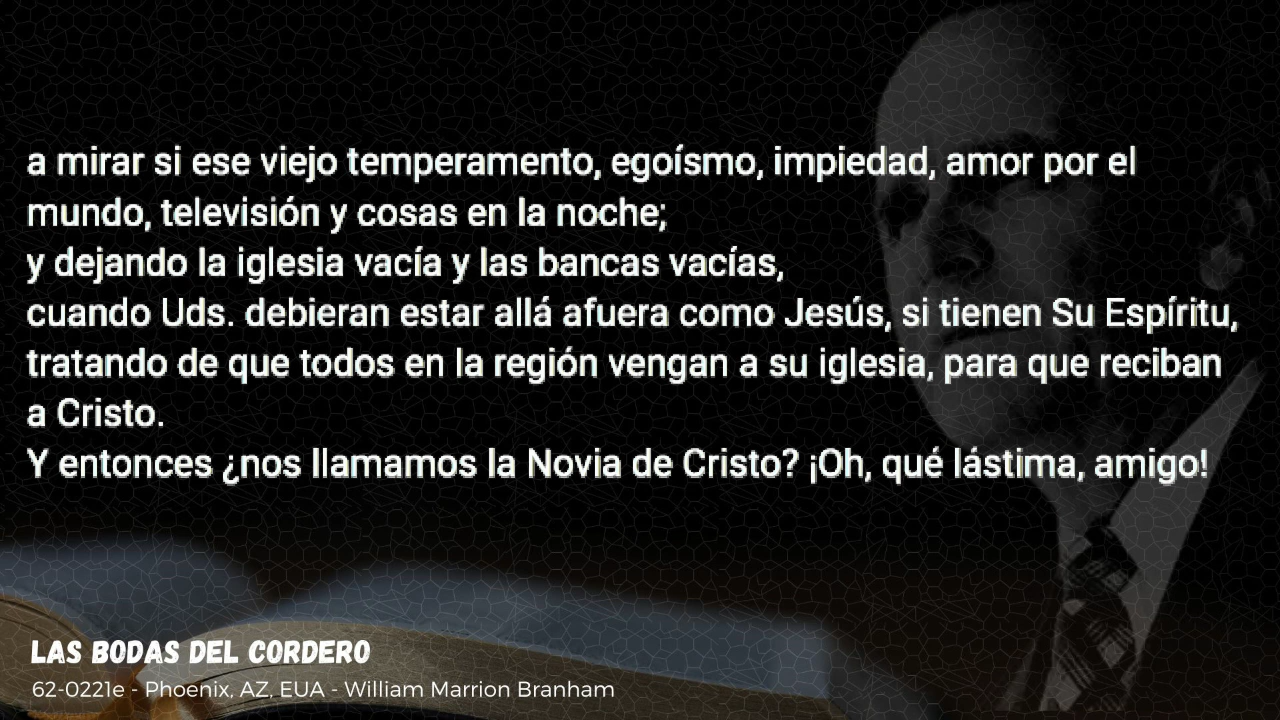 a mirar si ese viejo temperamento, egoísmo, impiedad, amor por el
mundo, televisión y cosas en la noche;
y dejando la iglesia vacía y las bancas vacías,
cuando Uds. debieran estar allá afuera como Jesús, si tienen Su Espíritu,
tratando de que todos en la región vengan a su iglesia, para que reciban
a Cristo.
Y entonces ¿nos llamamos la Novia de Cristo? ¡Oh, qué lástima, amigo!
LAS BODAS DEL CORDERO
62-0221e - Phoenix, AZ, EUA - William Marrion Branham